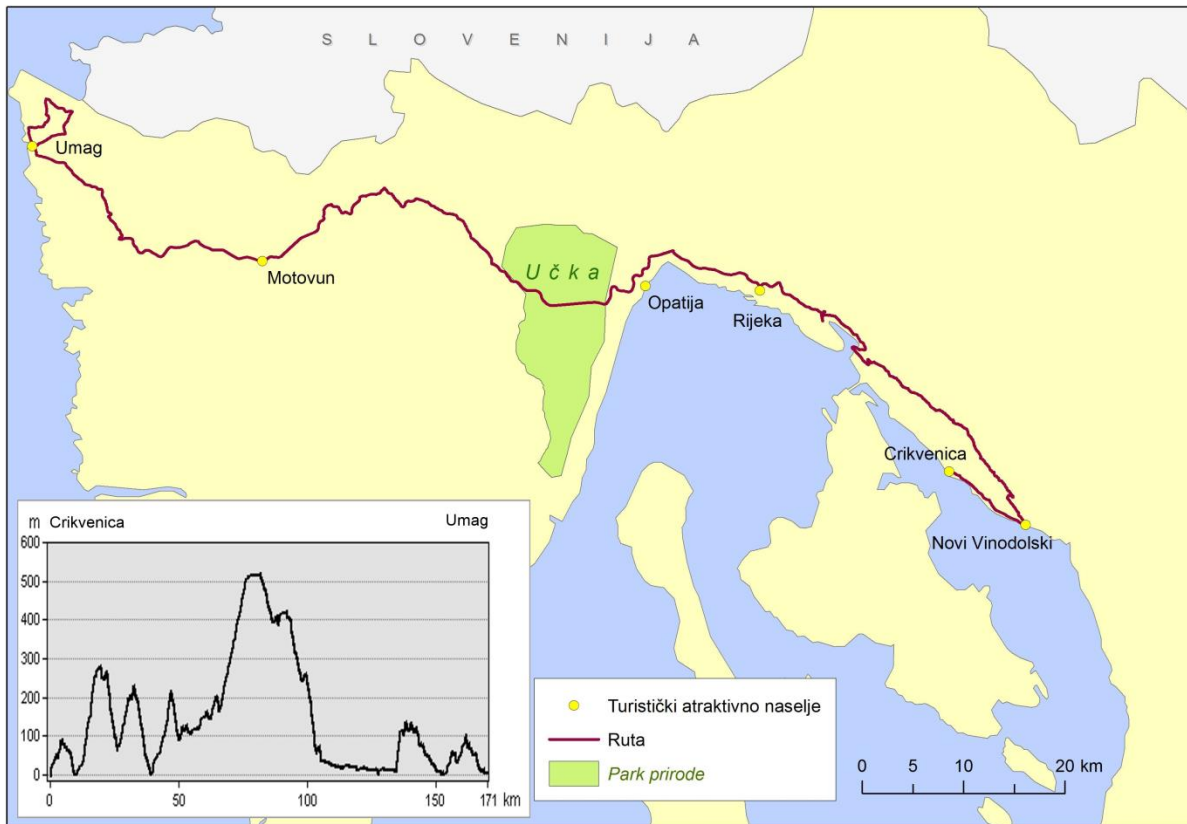 S L O V E N I J A
Umag
Motovun
Učka
Opatija
Rijeka
Crikvenica
Novi Vinodolski
m Crikvenica Umag
600
500
400
300
200
100
0
0 50 100 150 171 km
Turistički atraktivno naselje
Ruta
Park prirode
0 5 10 20 km